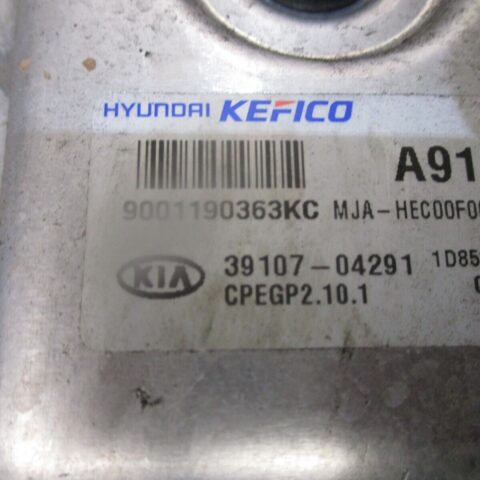 HYUNDAI KEFICO
A91
9001190363KC MJA-HEC00F0
KIA 39107-04291 1D85
CPEGP2.10.1